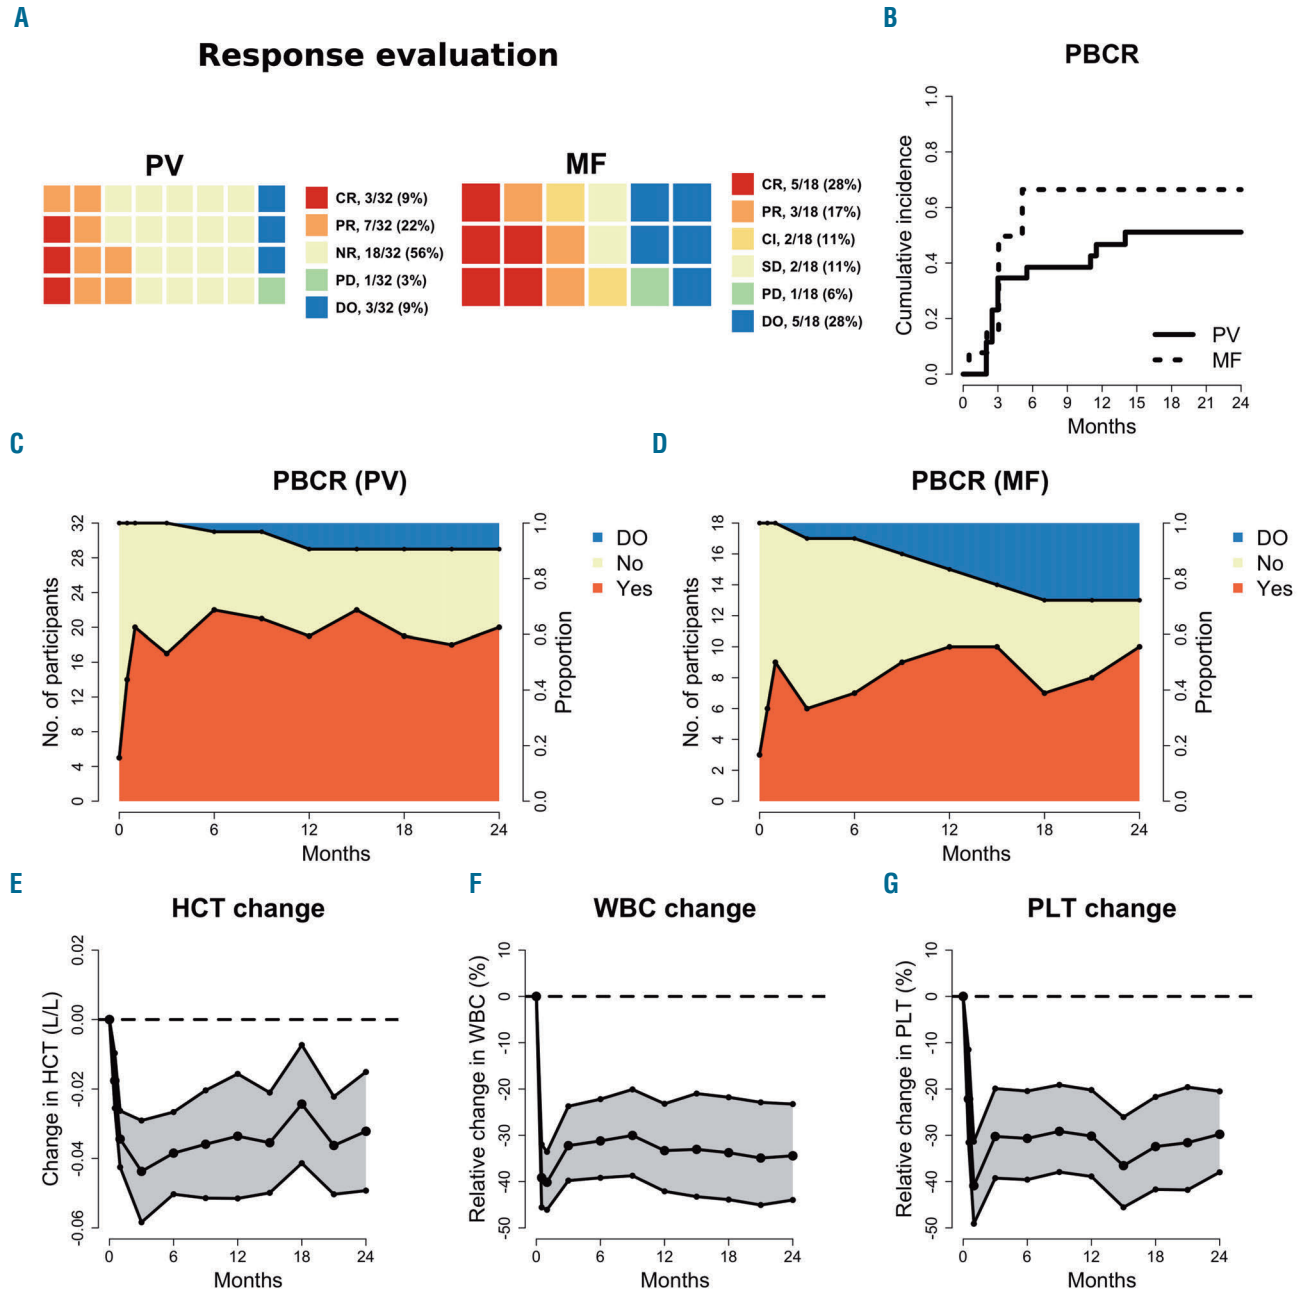 A
Response evaluation
PV
CR, 3/32 (9%)
PR, 7/32 (22%)
NR, 18/32 (56%)
PD, 1/32 (3%)
DO, 3/32 (9%)
MF
CR, 5/18 (28%)
PR, 3/18 (17%)
CI, 2/18 (11%)
SD, 2/18 (11%)
PD, 1/18 (6%)
DO, 5/18 (28%)
B
PBCR
Cumulative incidence
0.0 0.2 0.4 0.6 0.8 1.0
PV
MF
0 3 6 9 12 15 18 21 24
Months
C
PBCR (PV)
No. of participants
0 4 8 12 16 20 24 28 32
Proportion
0.0 0.2 0.4 0.6 0.8 1.0
DO
No
Yes
0 6 12 18 24
Months
D
PBCR (MF)
No. of participants
0 2 4 6 8 10 12 14 16 18
Proportion
0.0 0.2 0.4 0.6 0.8 1.0
DO
No
Yes
0 6 12 18 24
Months
E
HCT change
Change in HCT (L/L)
-0.06 -0.04 -0.02 0.00 0.02
0 6 12 18 24
Months
F
WBC change
Relative change in WBC (%)
-50 -40 -30 -20 -10 0 10
0 6 12 18 24
Months
G
PLT change
Relative change in PLT (%)
-50 -40 -30 -20 -10 0 10
0 6 12 18 24
Months